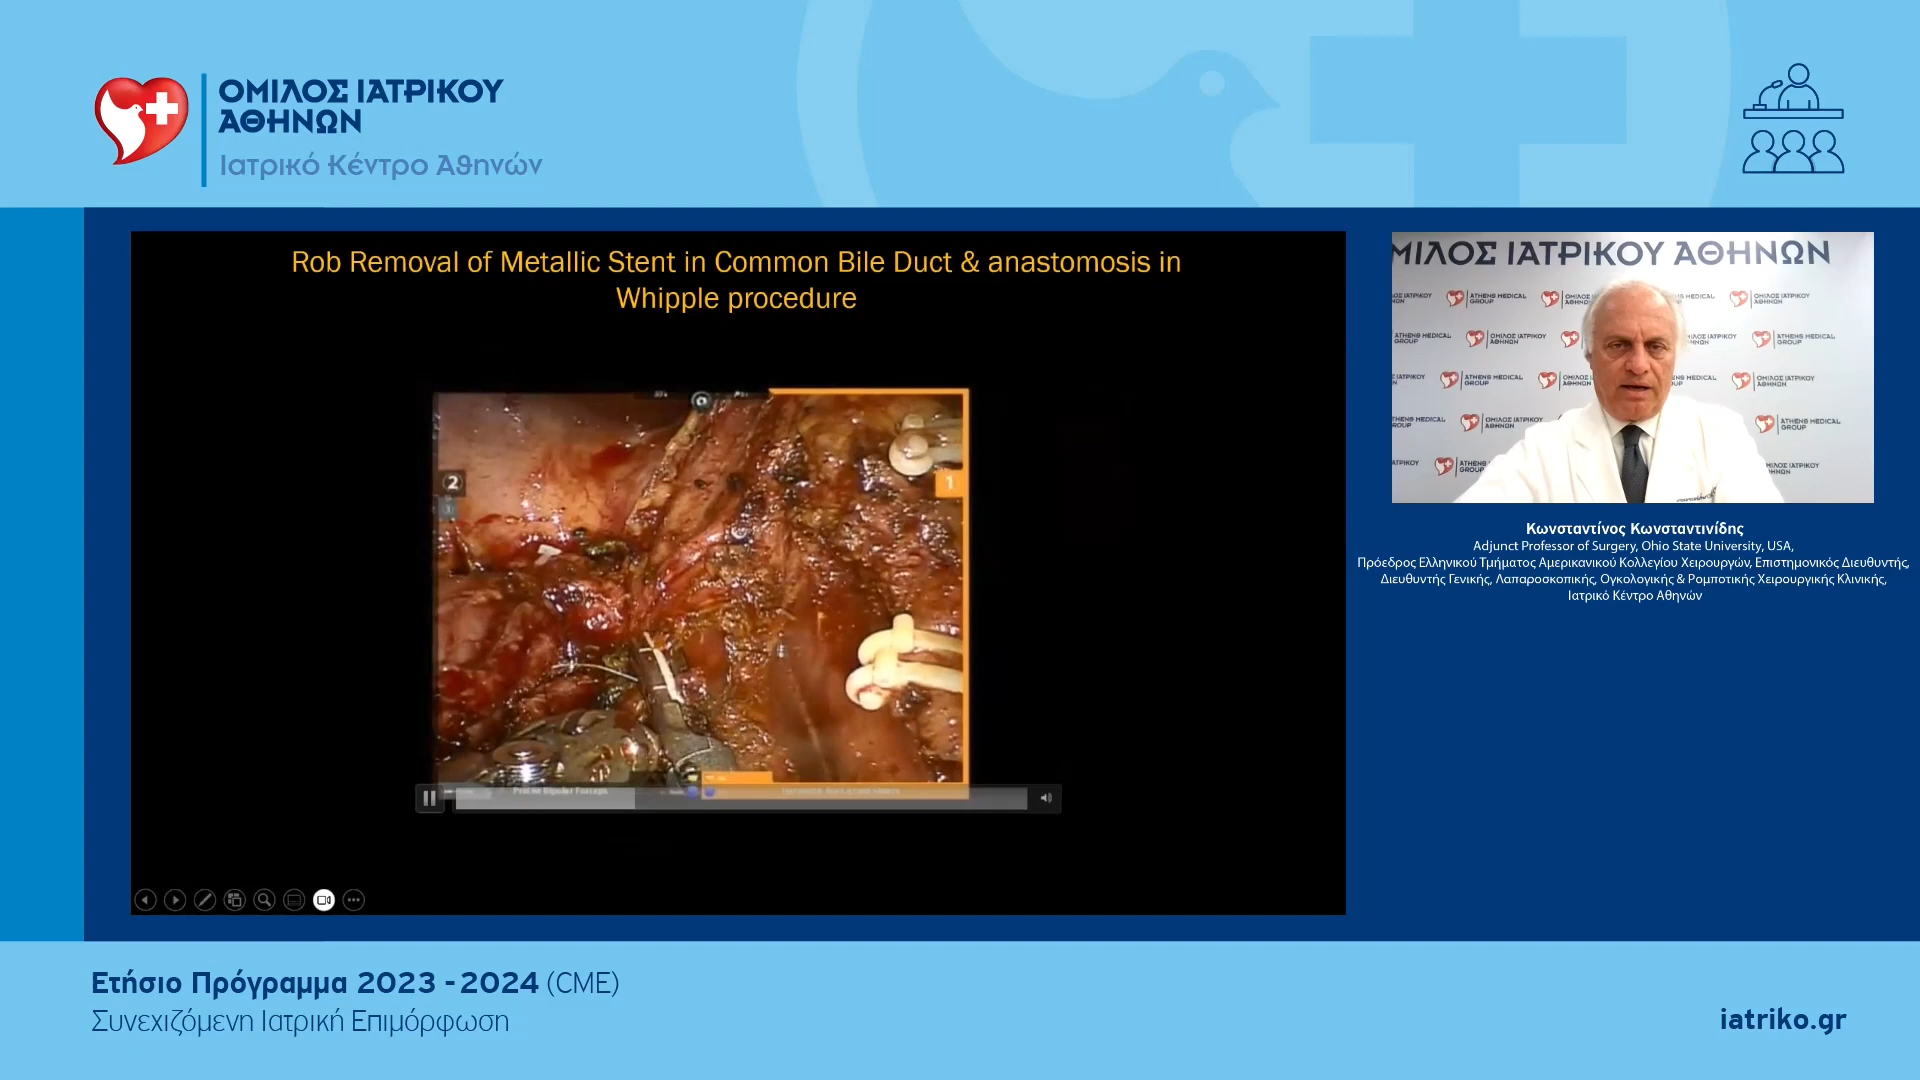 ΟΜΙΛΟΣ ΙΑΤΡΙΚΟΥ
ΑΘΗΝΩΝ
Ιατρικό Κέντρο Αθηνών
Rob Removal of Metallic Stent in Common Bile Duct & anastomosis in
Whipple procedure
2
1
ΜΙΛΟΣ ΙΑΤΡΙΚΟΥ ΑΘΗΝΩΝ
ATHENS MEDICAL
GROUP
Κωνσταντίνος Κωνσταντινίδης
Adjunct Professor of Surgery, Ohio State University, USA,
Πρόεδρος Ελληνικού Τμήματος Αμερικανικού Κολλεγίου Χειρουργών, Επιστημονικός Διευθυντής,
Διευθυντής Γενικής, Λαπαροσκοπικής, Ογκολογικής & Ρομποτικής Χειρουργικής Κλινικής,
Ιατρικό Κέντρο Αθηνών
Ετήσιο Πρόγραμμα 2023 - 2024 (CME)
Συνεχιζόμενη Ιατρική Επιμόρφωση
iatriko.gr